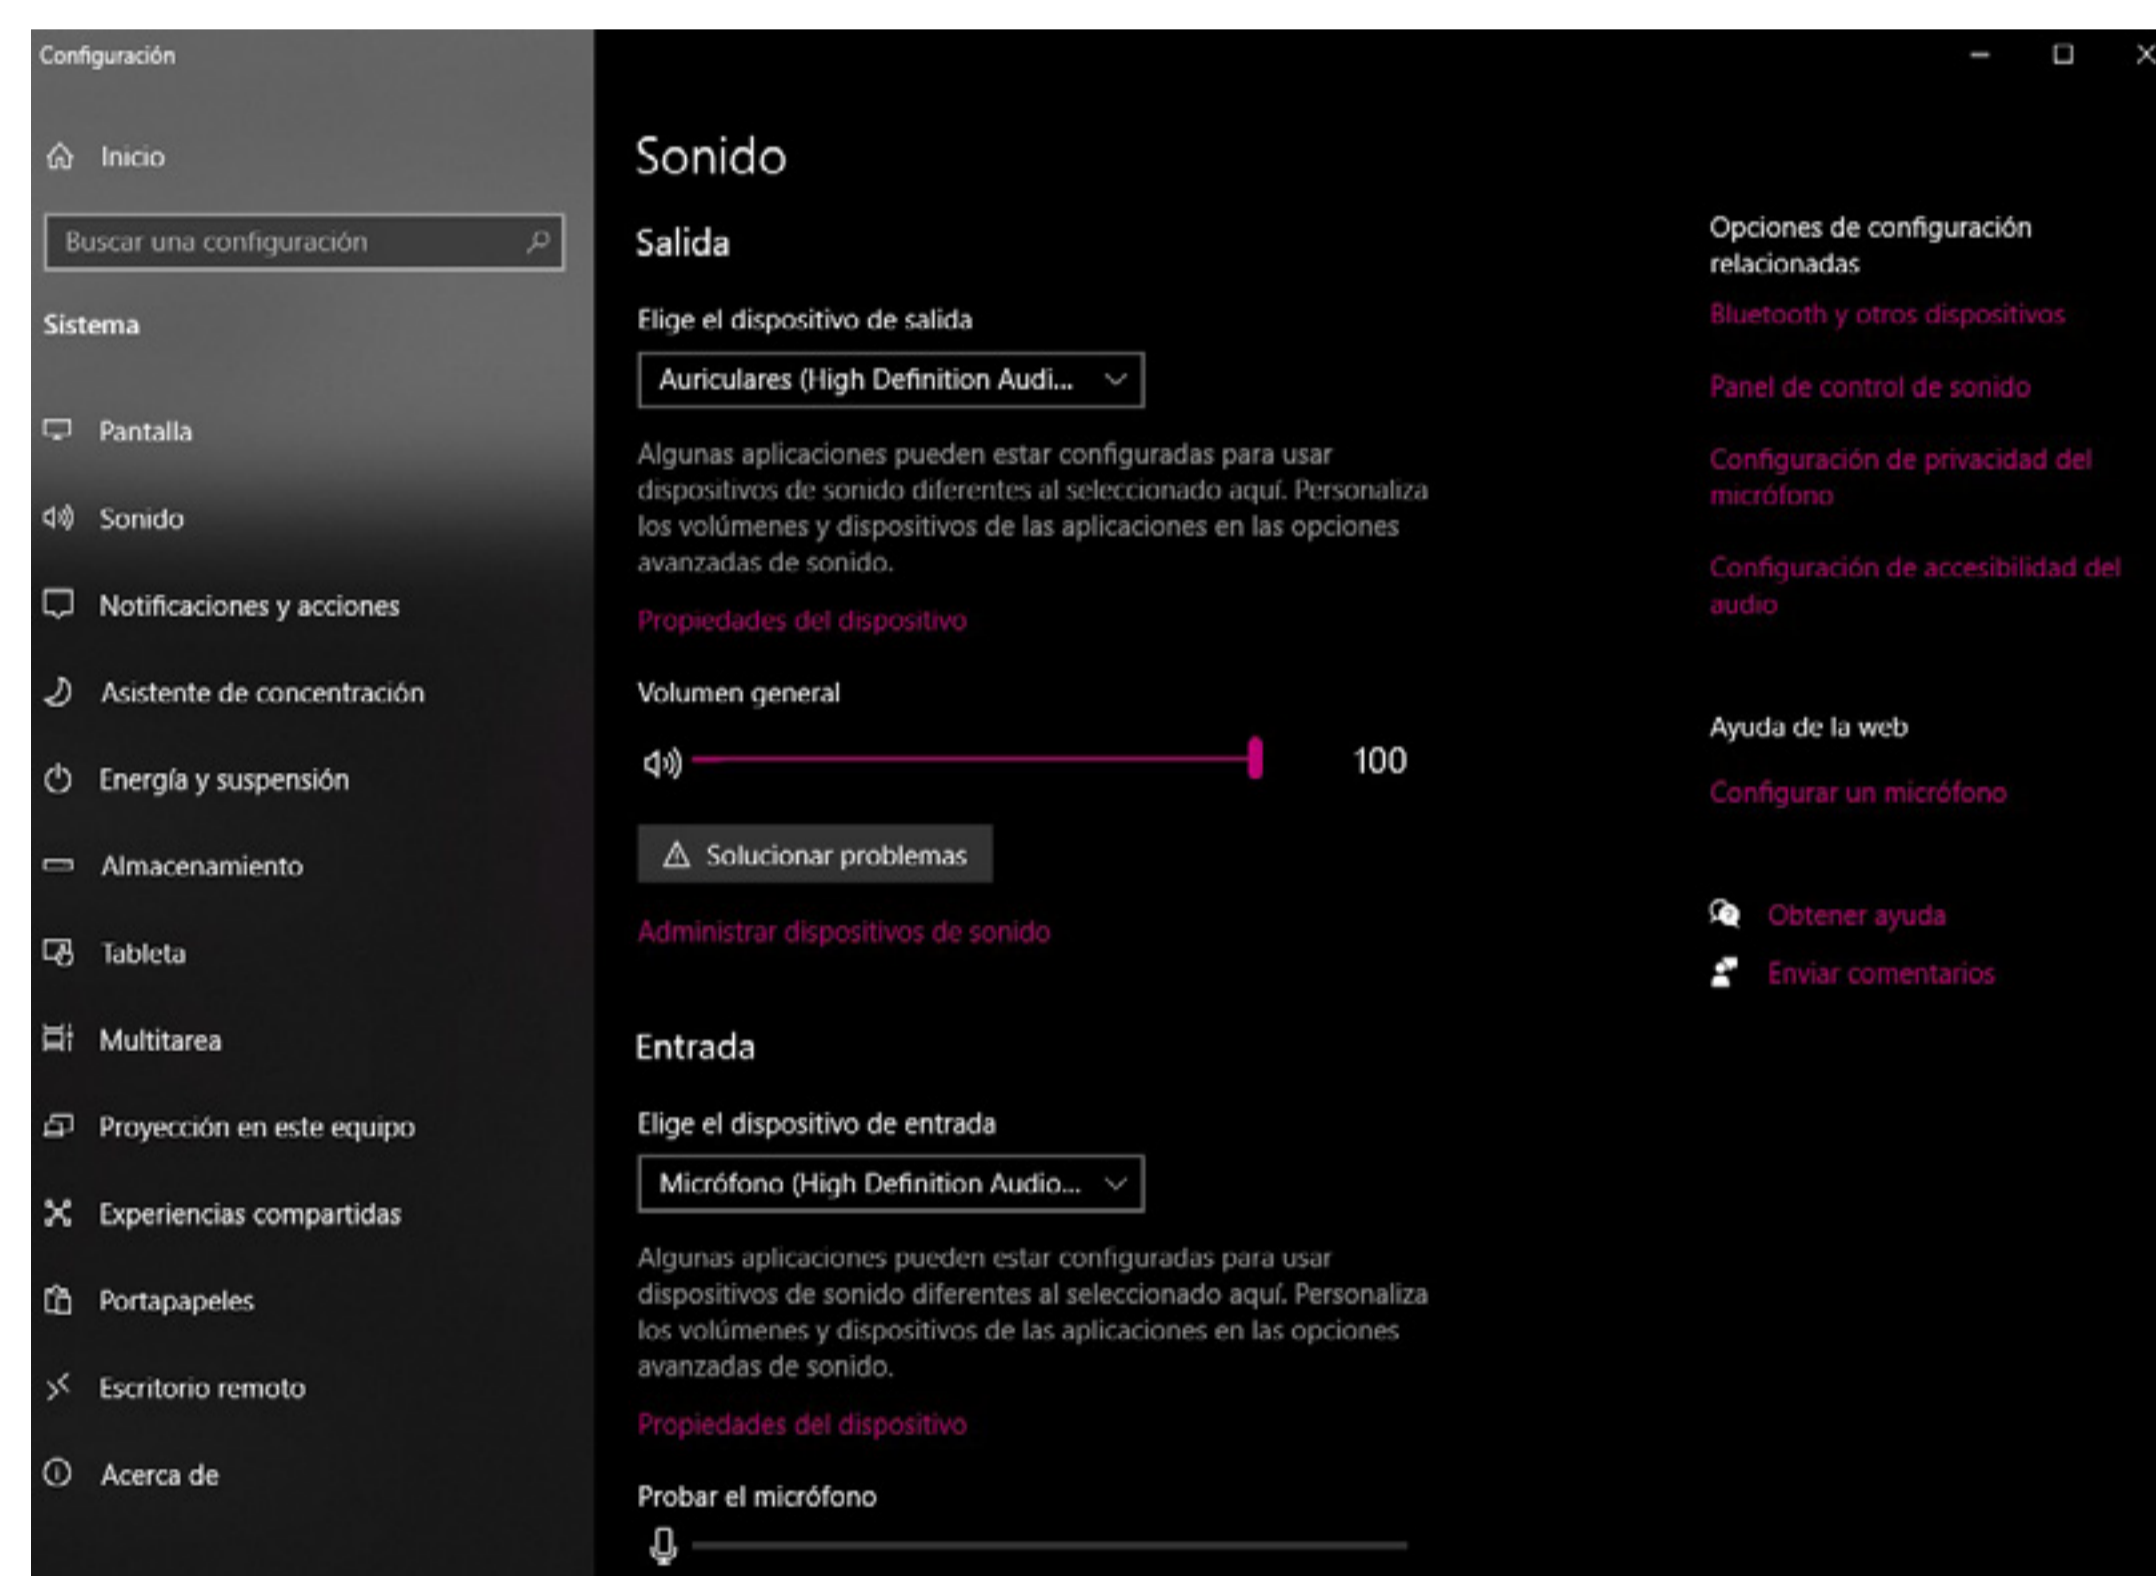 Configuración
Inicio
Buscar una configuración
Sistema
Pantalla
Sonido
Notificaciones y acciones
Asistente de concentración
Energía y suspensión
Almacenamiento
Tableta
Multitarea
Proyección en este equipo
Experiencias compartidas
Portapapeles
Escritorio remoto
Acerca de
Sonido
Salida
Elige el dispositivo de salida
Auriculares (High Definition Audi...
Algunas aplicaciones pueden estar configuradas para usar
dispositivos de sonido diferentes al seleccionado aquí. Personaliza
los volúmenes y dispositivos de las aplicaciones en las opciones
avanzadas de sonido.
Propiedades del dispositivo
Volumen general
100
Solucionar problemas
Administrar dispositivos de sonido
Entrada
Elige el dispositivo de entrada
Micrófono (High Definition Audio...
Algunas aplicaciones pueden estar configuradas para usar
dispositivos de sonido diferentes al seleccionado aquí. Personaliza
los volúmenes y dispositivos de las aplicaciones en las opciones
avanzadas de sonido.
Propiedades del dispositivo
Probar el micrófono
Opciones de configuración
relacionadas
Bluetooth y otros dispositivos
Panel de control de sonido
Configuración de privacidad del
micrófono
Configuración de accesibilidad del
audio
Ayuda de la web
Configurar un micrófono
Obtener ayuda
Enviar comentarios